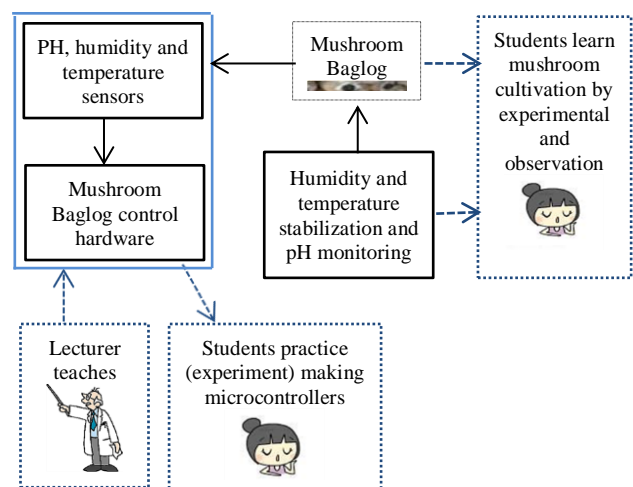 PH, humidity and
temperature
sensors
Mushroom
Baglog
Students learn
mushroom
cultivation by
experimental
and
observation
Mushroom
Baglog control
hardware
Humidity and
temperature
stabilization and
pH monitoring
Lecturer
teaches
Students practice
(experiment) making
microcontrollers